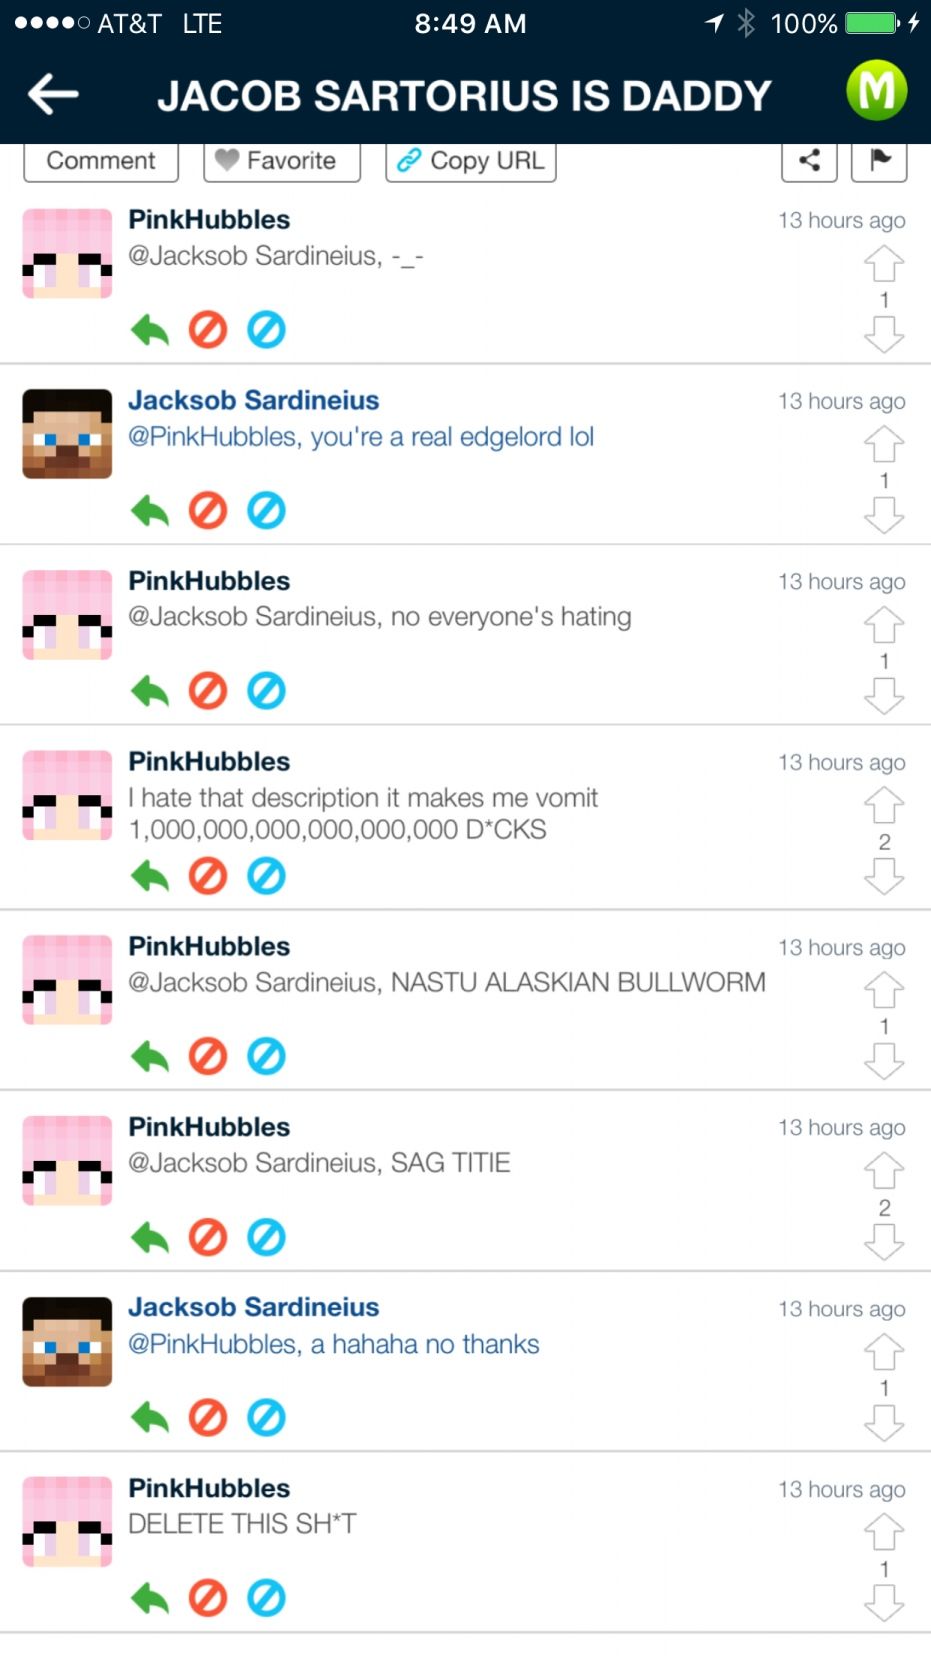 AT&T LTE 8:49 AM 100%
JACOB SARTORIUS IS DADDY M
Comment Favorite Copy URL
PinkHubbles 13 hours ago
@Jacksob Sardineius, -_-
1
Jacksob Sardineius 13 hours ago
@PinkHubbles, you're a real edgelord lol
1
PinkHubbles 13 hours ago
@Jacksob Sardineius, no everyone's hating
1
PinkHubbles 13 hours ago
I hate that description it makes me vomit
1,000,000,000,000,000,000 D*CKS
2
PinkHubbles 13 hours ago
@Jacksob Sardineius, NASTU ALASKIAN BULLWORM
1
PinkHubbles 13 hours ago
@Jacksob Sardineius, SAG TITIE
2
Jacksob Sardineius 13 hours ago
@PinkHubbles, a hahaha no thanks
1
PinkHubbles 13 hours ago
DELETE THIS SH*T
1